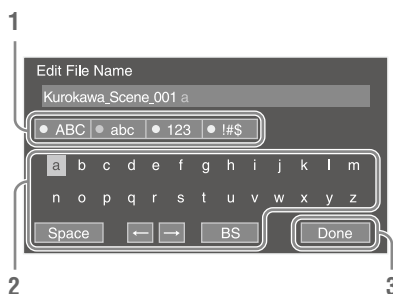 1
Edit File Name
Kurokawa_Scene_001 a
ABC abc 123 !#$
a b c d e f g h i j k l m
n o p q r s t u v w x y z
Space ← → BS Done
2 3